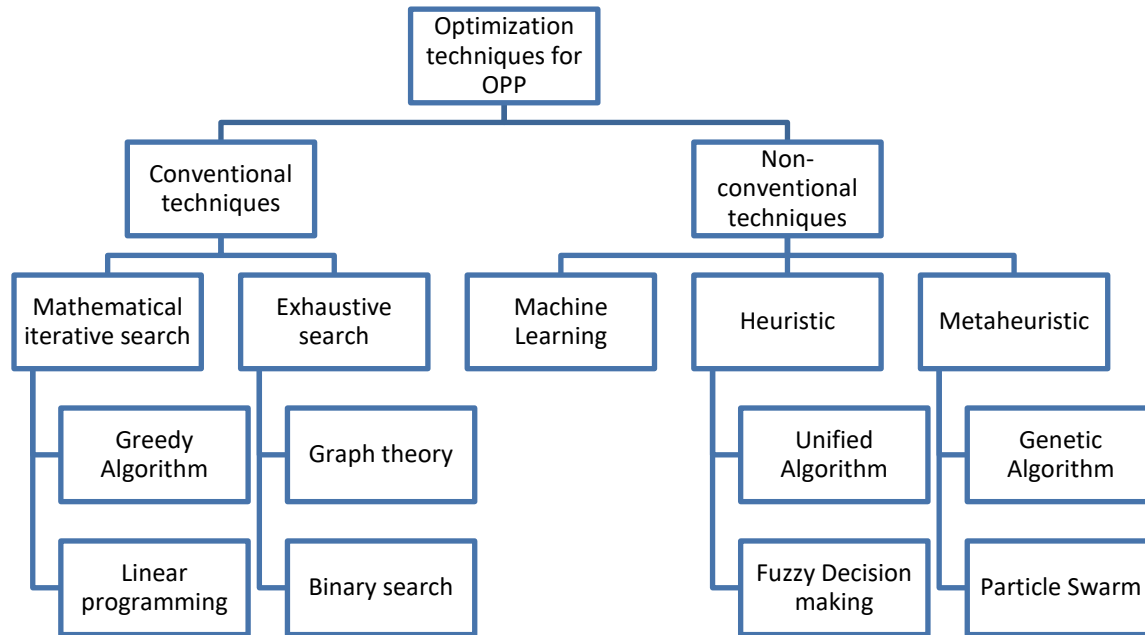 Optimization
techniques for
OPP
Conventional
techniques
Non-
conventional
techniques
Mathematical
iterative search
Exhaustive
search
Machine
Learning
Heuristic
Metaheuristic
Greedy
Algorithm
Graph theory
Unified
Algorithm
Genetic
Algorithm
Linear
programming
Binary search
Fuzzy Decision
making
Particle Swarm